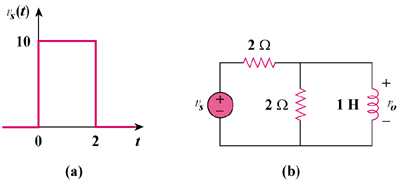 v_s(t)
10
0
2
t
(a)
2 Ω
v_s
+
−
2 Ω
1 H
+
v_o
−
(b)